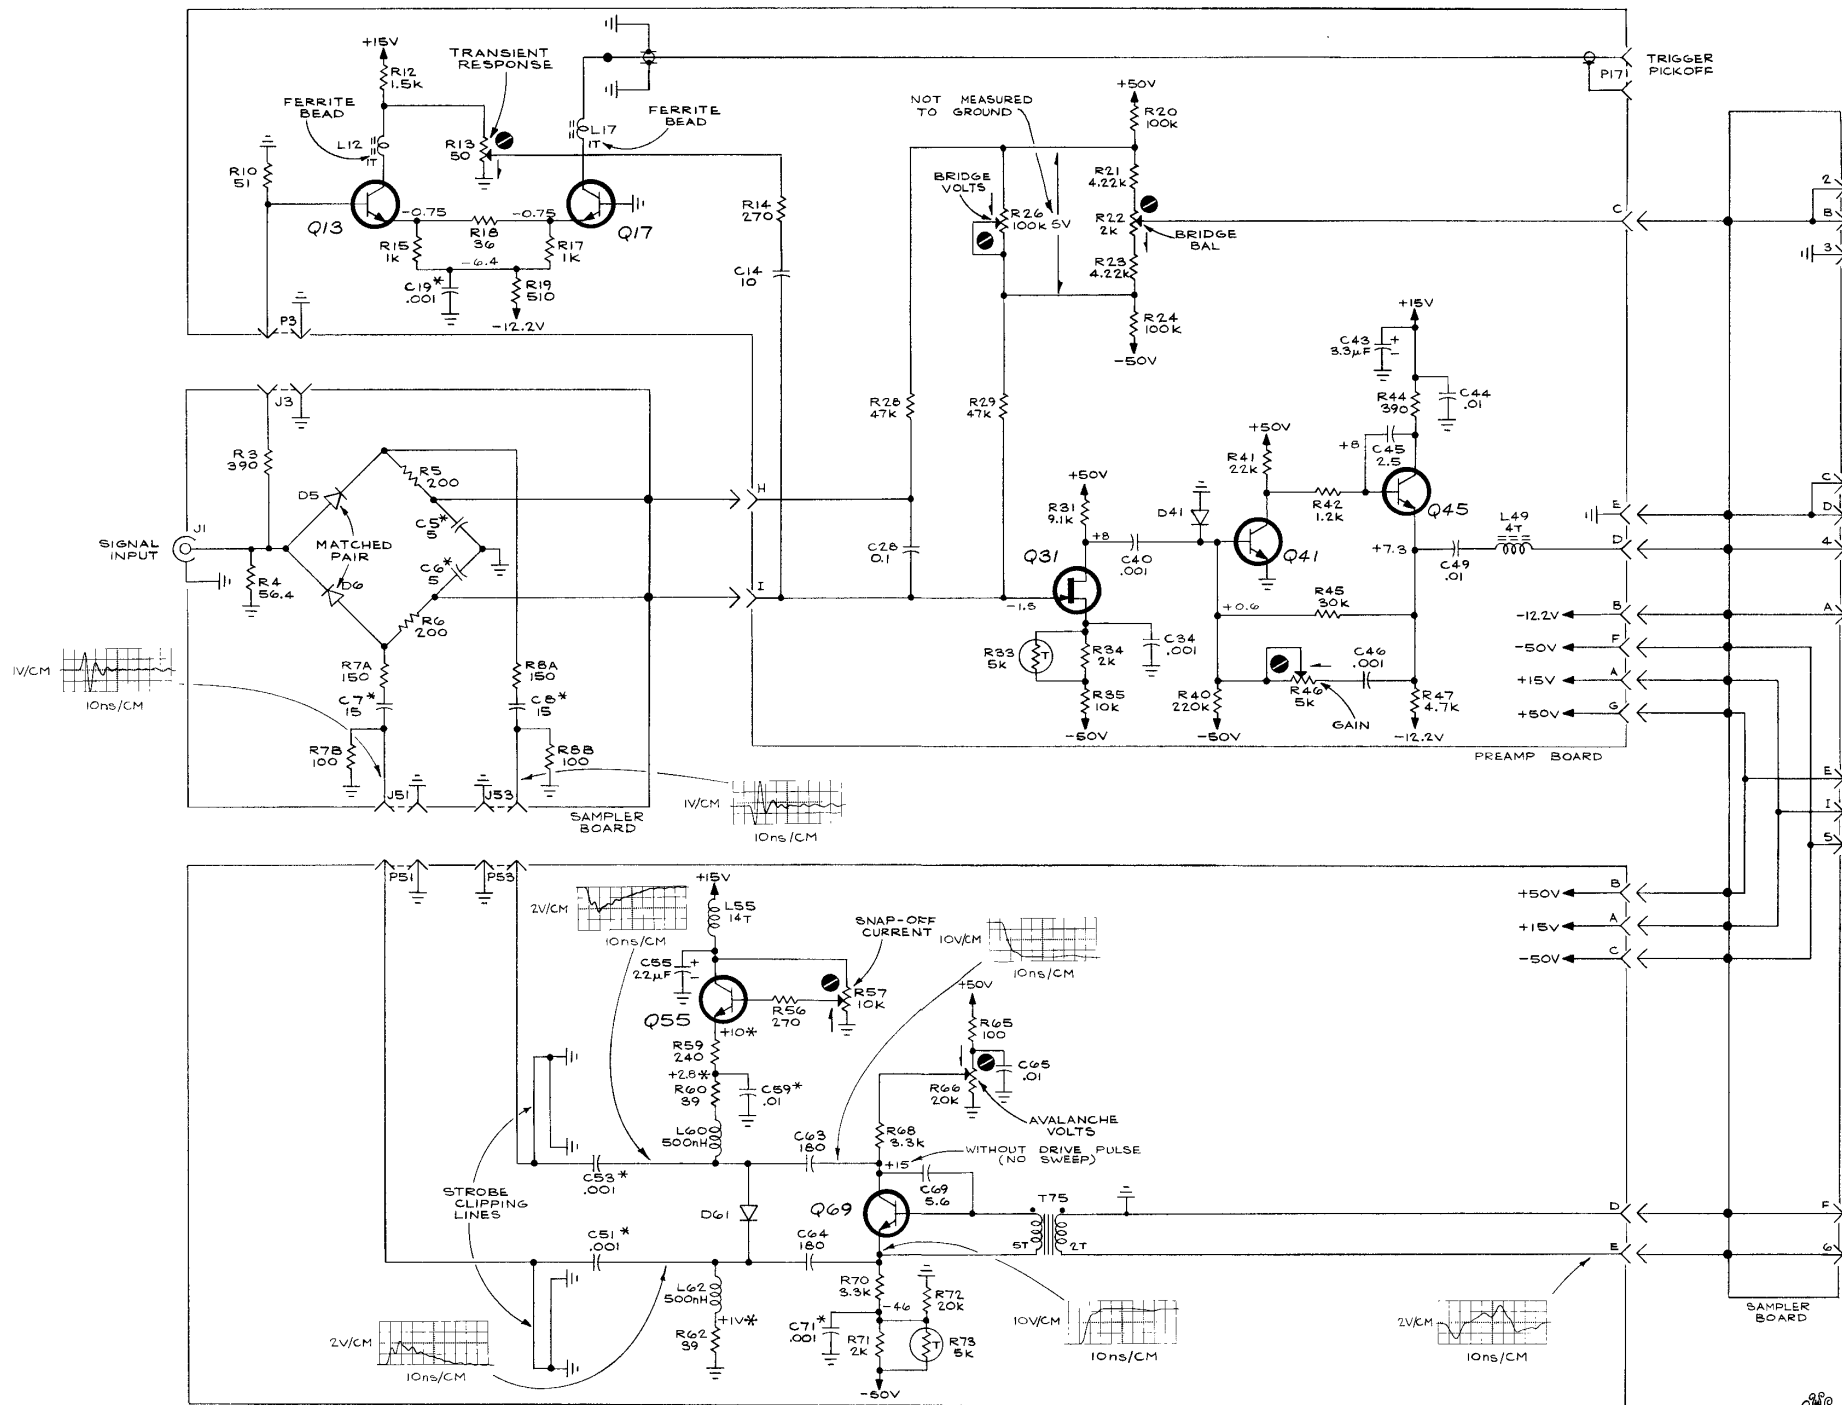 +15V
R12
1.5K
TRANSIENT
RESPONSE
FERRITE
BEAD
L12
1T
R13
50
L17
1T
FERRITE
BEAD
R10
51
Q13
-0.75
R18
36
-0.75
Q17
R15
1K
R17
1K
-6.4
C19*
.001
R19
510
-12.2V
P3
R14
270
C14
10
NOT MEASURED
TO GROUND
+50V
R20
100K
R21
4.22K
BRIDGE
VOLTS
R26
100K
5V
R22
2K
BRIDGE
BAL
R23
4.22K
R24
100K
-50V
P17
TRIGGER
PICKOFF
C
2
B
3
J3
R3
390
D5
R5
200
C5*
5
MATCHED
PAIR
C6*
5
D6
R6
200
J1
SIGNAL
INPUT
R4
56.4
R7A
150
C7*
15
R7B
100
R8A
150
C8*
15
R8B
100
1V/CM
10ns/CM
J51
J53
SAMPLER
BOARD
1V/CM
10ns/CM
H
I
R28
47K
R29
47K
C28
0.1
+50V
R31
9.1K
+8
Q31
-1.5
C40
.001
R33
5K
T
R34
2K
C34
.001
R35
10K
-50V
D41
+50V
R41
22K
Q41
R42
1.2K
+15V
C43
3.3µF
+
-
R44
390
C44
.01
+8
C45
2.5
Q45
+7.3
C49
.01
L49
4T
+0.6
R45
30K
R40
220K
-50V
R46
5K
GAIN
C46
.001
R47
4.7K
-12.2V
PREAMP BOARD
E
D
-12.2V B
-50V F
+15V A
+50V G
C
D
4
A
E
I
5
+50V B
+15V A
-50V C
P51
P53
2V/CM
10ns/CM
+15V
L55
14T
C55
22µF
+
-
SNAP-OFF
CURRENT
Q55
R56
270
R57
10K
10V/CM
10ns/CM
+10*
R59
240
+2.8*
R60
39
C59*
.01
L60
500nH
+50V
R65
100
C65
.01
R66
20K
AVALANCHE
VOLTS
R68
3.3K
C63
180
+15
WITHOUT DRIVE PULSE
(NO SWEEP)
C69
5.6
Q69
C53*
.001
STROBE
CLIPPING
LINES
D61
C51*
.001
C64
180
T75
5T
2T
D
E
F
6
L62
500nH
+1V*
R62
39
R70
3.3K
-46
R72
20K
C71*
.001
R71
2K
T
R73
5K
-50V
2V/CM
10ns/CM
10V/CM
10ns/CM
2V/CM
10ns/CM
SAMPLER
BOARD